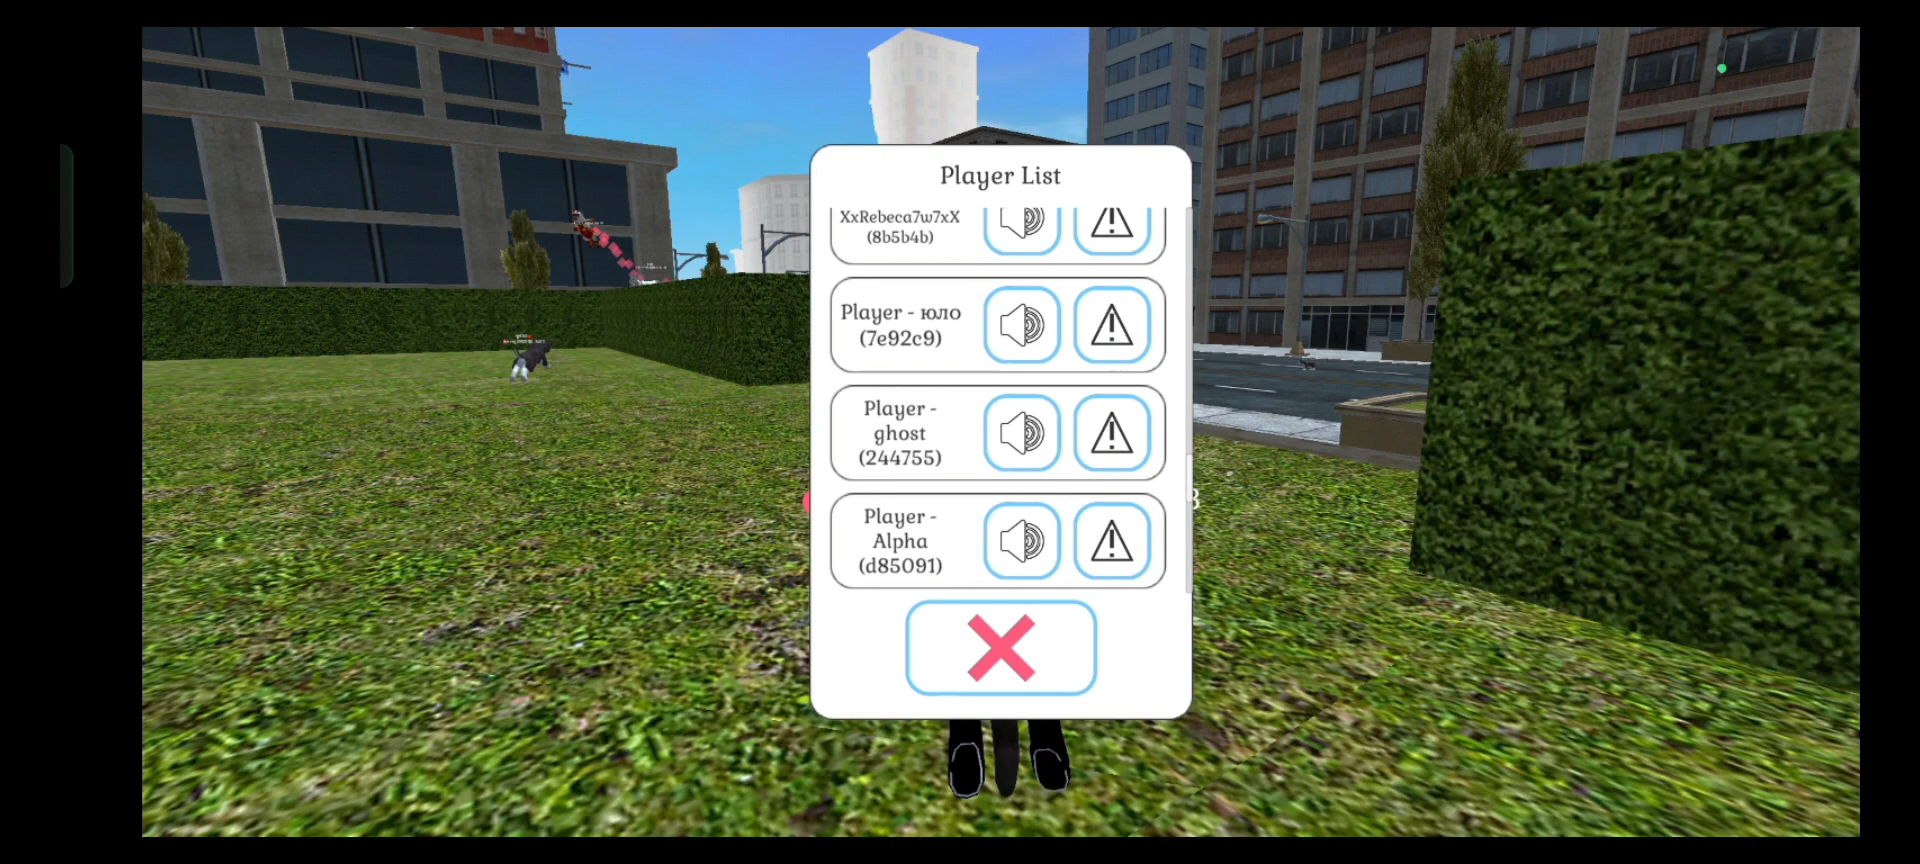 Player List
XxRebeca7w7xX
(8b5b4b)
Player - юло
(7e92c9)
Player -
ghost
(244755)
Player -
Alpha
(d85091)